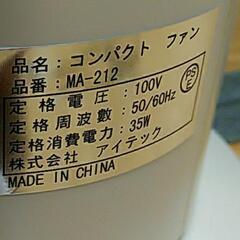 品名：コンパクト ファン
品番：MA-212
定格電圧：100V
定格周波数：50/60Hz
定格消費電力：35W
株式会社 アイテック
MADE IN CHINA
PSE